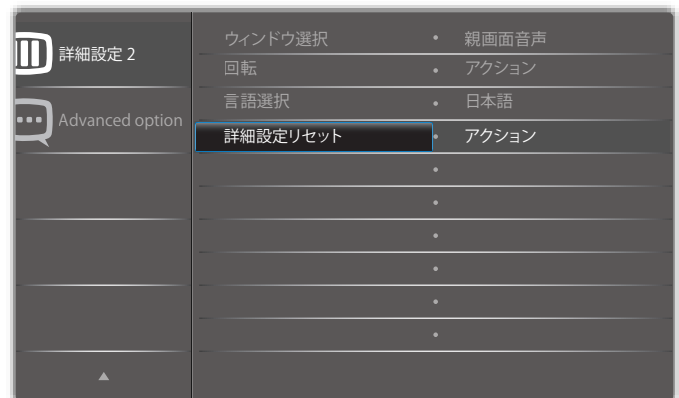 詳細設定 2
Advanced option
ウィンドウ選択 • 親画面音声
回転 • アクション
言語選択 • 日本語
詳細設定リセット • アクション